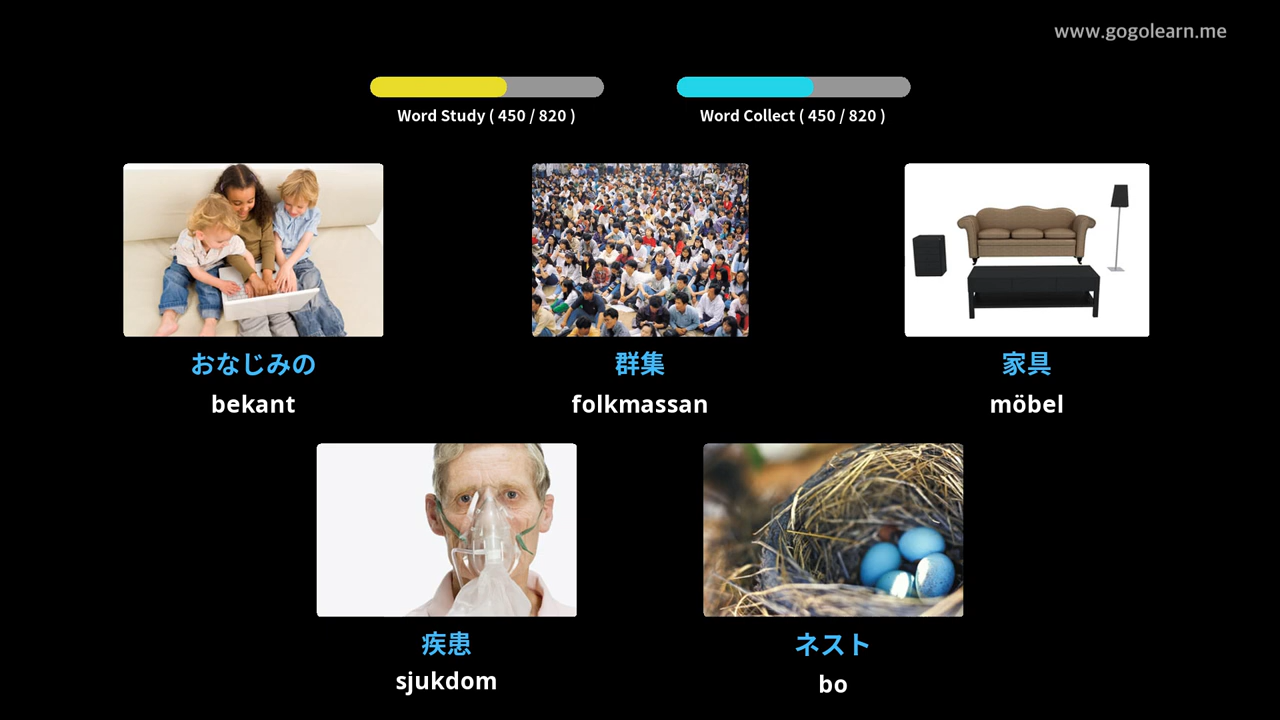 www.gogolearn.me
Word Study ( 450 / 820 )
Word Collect ( 450 / 820 )
おなじみの
bekant
群集
folkmassan
家具
möbel
疾患
sjukdom
ネスト
bo